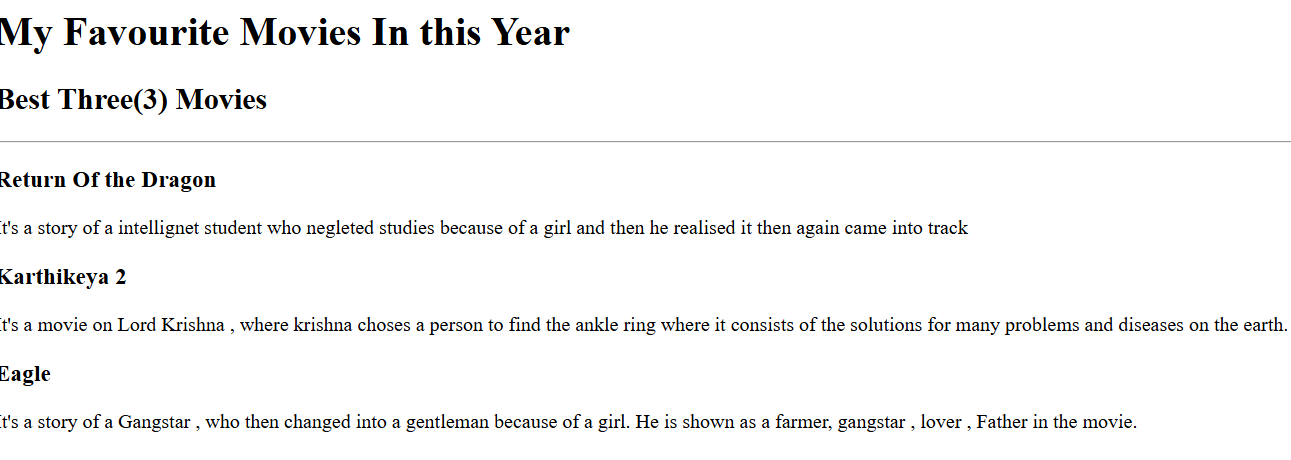 My Favourite Movies In this Year
Best Three(3) Movies
Return Of the Dragon
It's a story of a intellignet student who negleted studies because of a girl and then he realised it then again came into track
Karthikeya 2
It's a movie on Lord Krishna , where krishna choses a person to find the ankle ring where it consists of the solutions for many problems and diseases on the earth.
Eagle
It's a story of a Gangstar , who then changed into a gentleman because of a girl. He is shown as a farmer, gangstar , lover , Father in the movie.